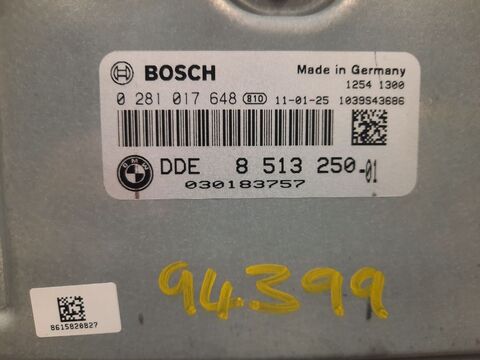 BOSCH
Made in Germany
1254 1300
0 281 017 648 810 11-01-25 1039S43686
BMW DDE 8 513 250-01
030183757
94399
8615820827